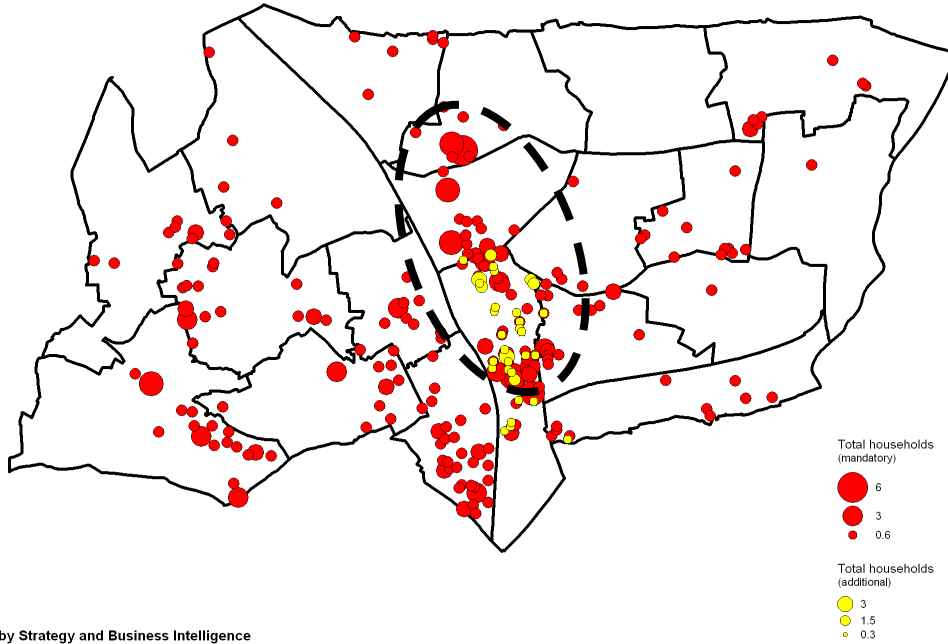 Total households
(mandatory)
6
3
0.6
Total households
(additional)
3
1.5
0.3
by Strategy and Business Intelligence